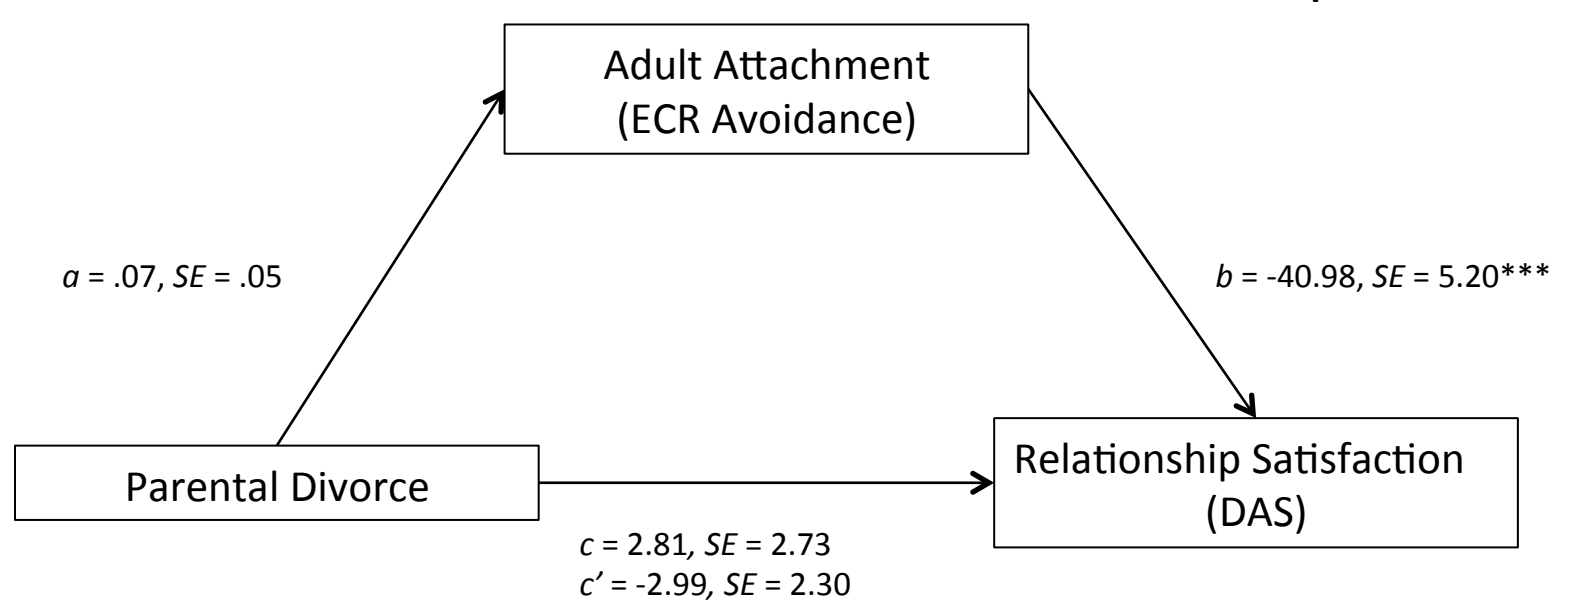 Adult Attachment
(ECR Avoidance)
a = .07, SE = .05
b = -40.98, SE = 5.20***
Parental Divorce
Relationship Satisfaction
(DAS)
c = 2.81, SE = 2.73
c’ = -2.99, SE = 2.30